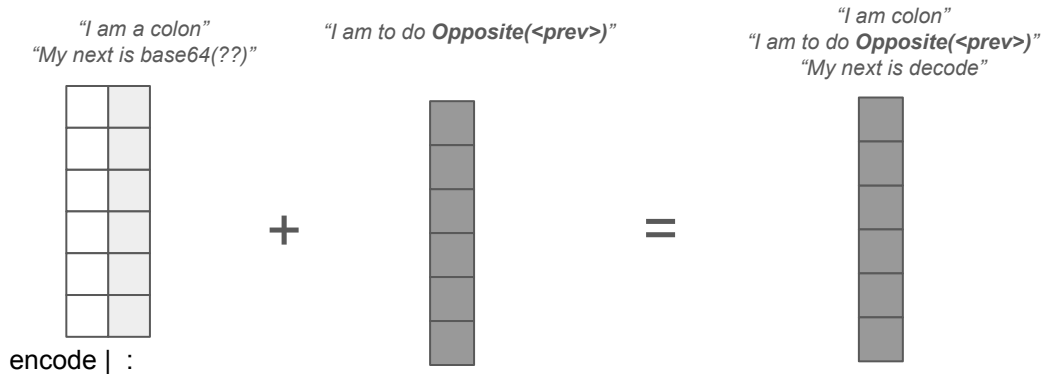 "I am a colon"
"My next is base64(??)"
"I am to do Opposite(<prev>)"
"I am colon"
"I am to do Opposite(<prev>)"
"My next is decode"
+
=
encode | :